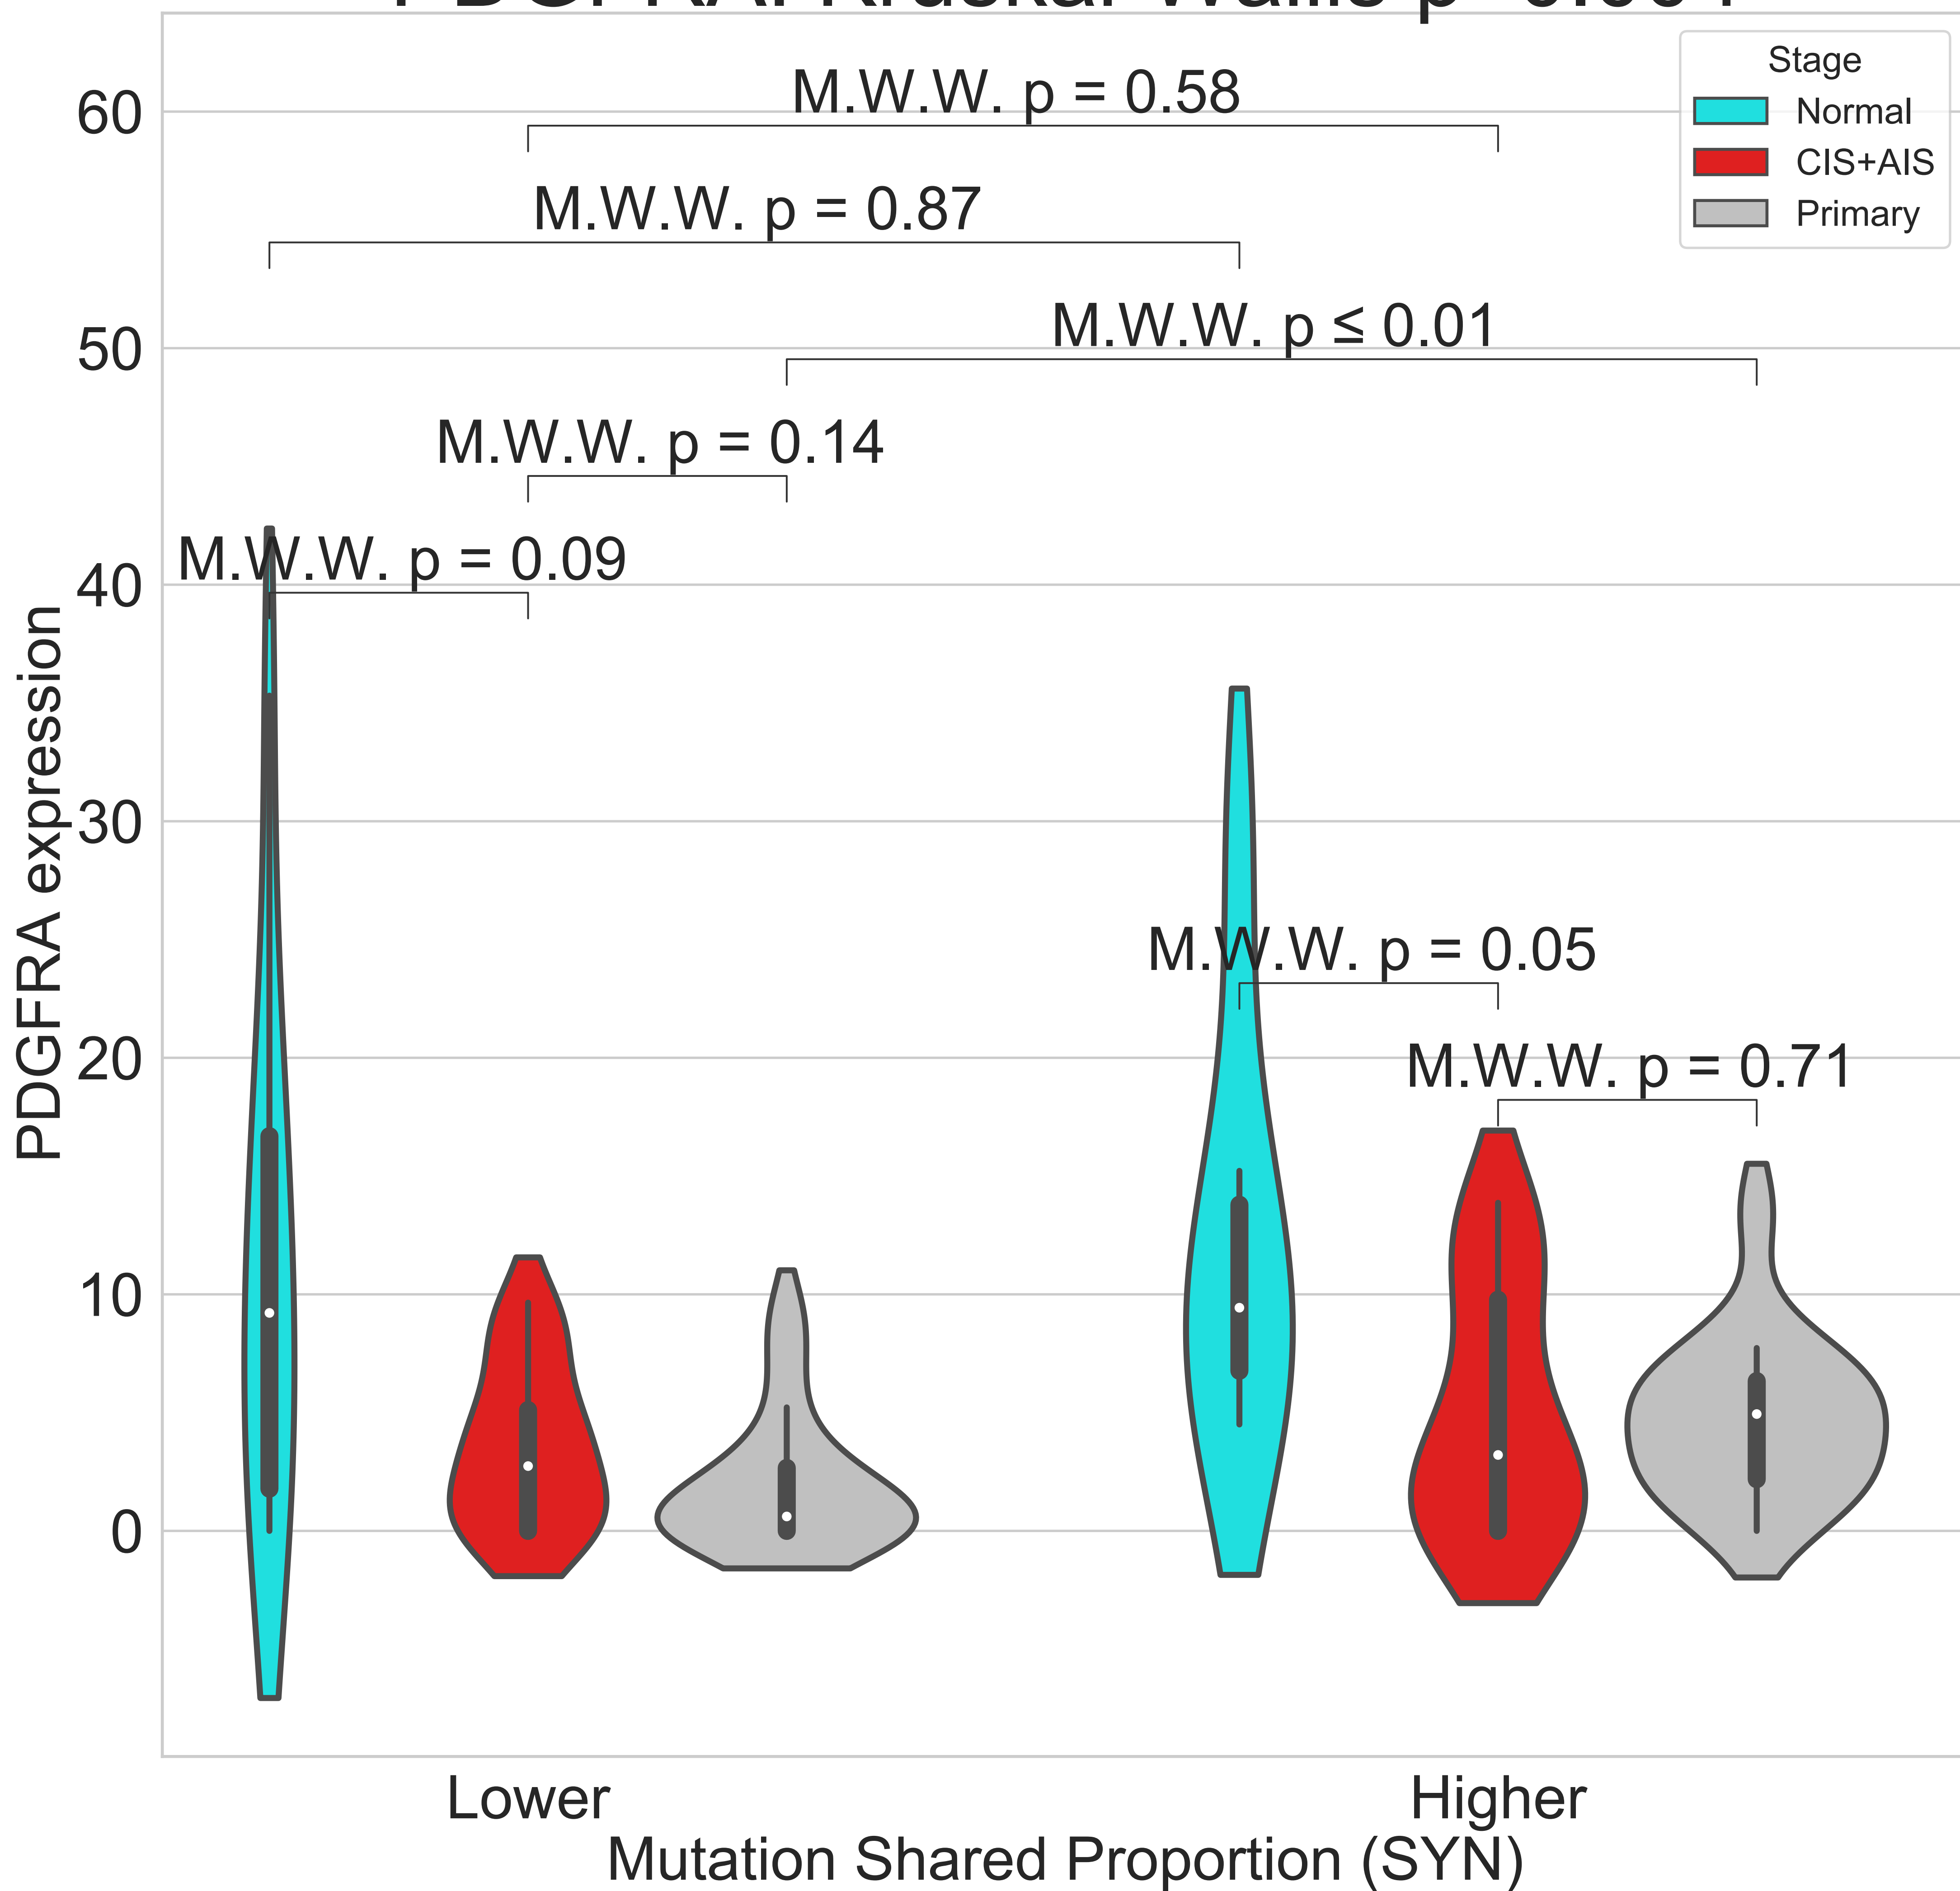 60
50
40
30
20
10
0
PDGFRA expression
M.W.W. p = 0.58
M.W.W. p = 0.87
M.W.W. p ≤ 0.01
M.W.W. p = 0.14
M.W.W. p = 0.09
M.W.W. p = 0.05
M.W.W. p = 0.71
Stage
Normal
CIS+AIS
Primary
Lower
Higher
Mutation Shared Proportion (SYN)